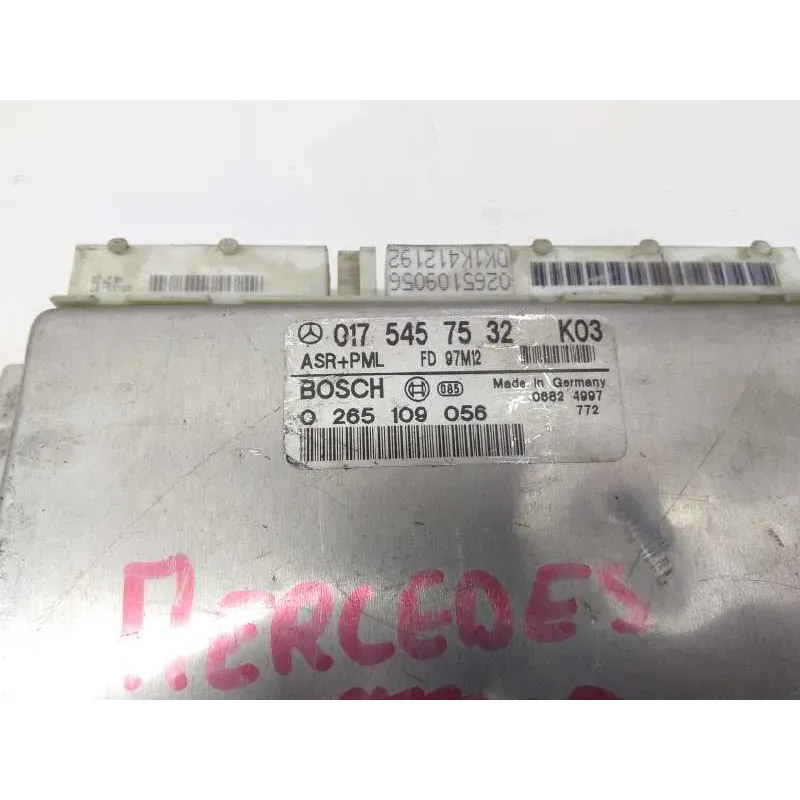 0265109056
DK1K412192
017 545 75 32 K03
ASR+PML FD 97M12
BOSCH 085 Made in Germany
0 265 109 056 0662 4997
772
MERCEDES